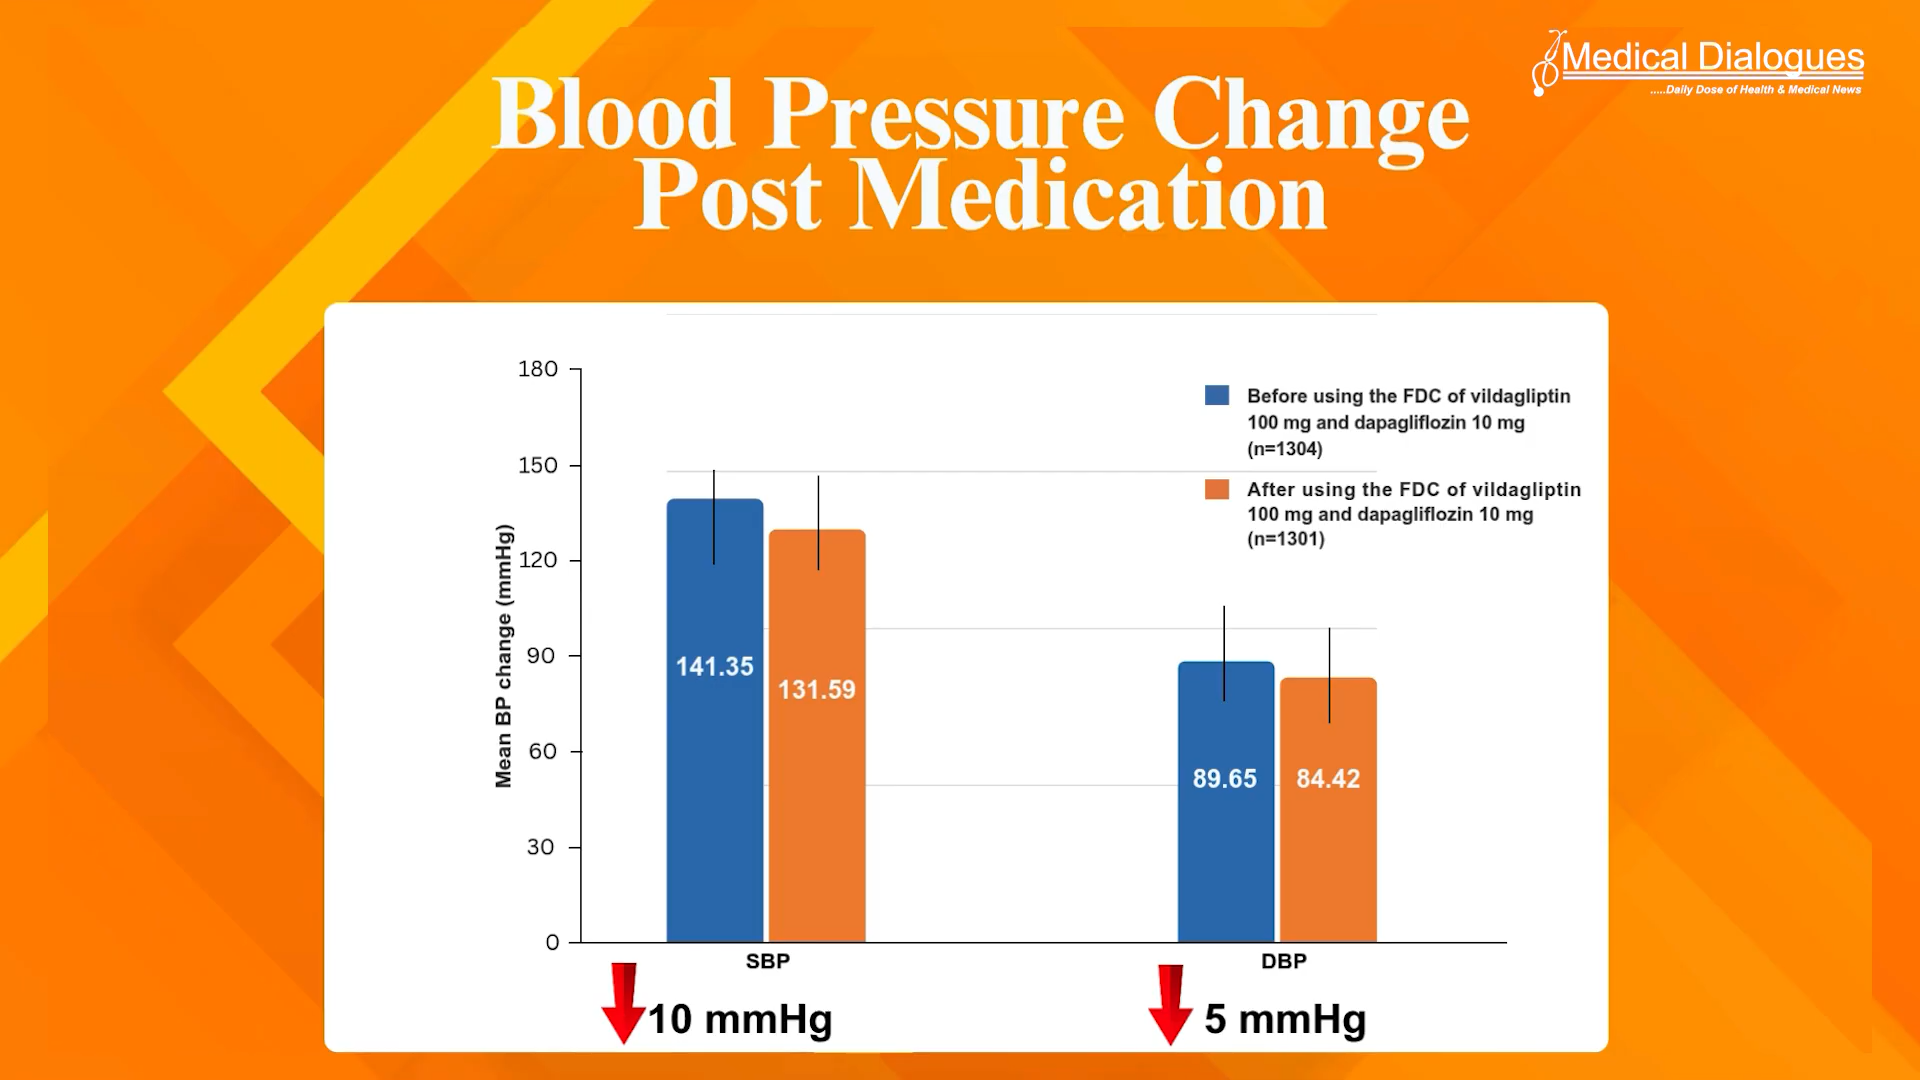 Medical Dialogues
.....Daily Dose of Health & Medical News
Blood Pressure Change
Post Medication
180
150
120
90
60
30
0
Mean BP change (mmHg)
Before using the FDC of vildagliptin
100 mg and dapagliflozin 10 mg
(n=1304)
After using the FDC of vildagliptin
100 mg and dapagliflozin 10 mg
(n=1301)
141.35
131.59
89.65
84.42
SBP
DBP
10 mmHg
5 mmHg